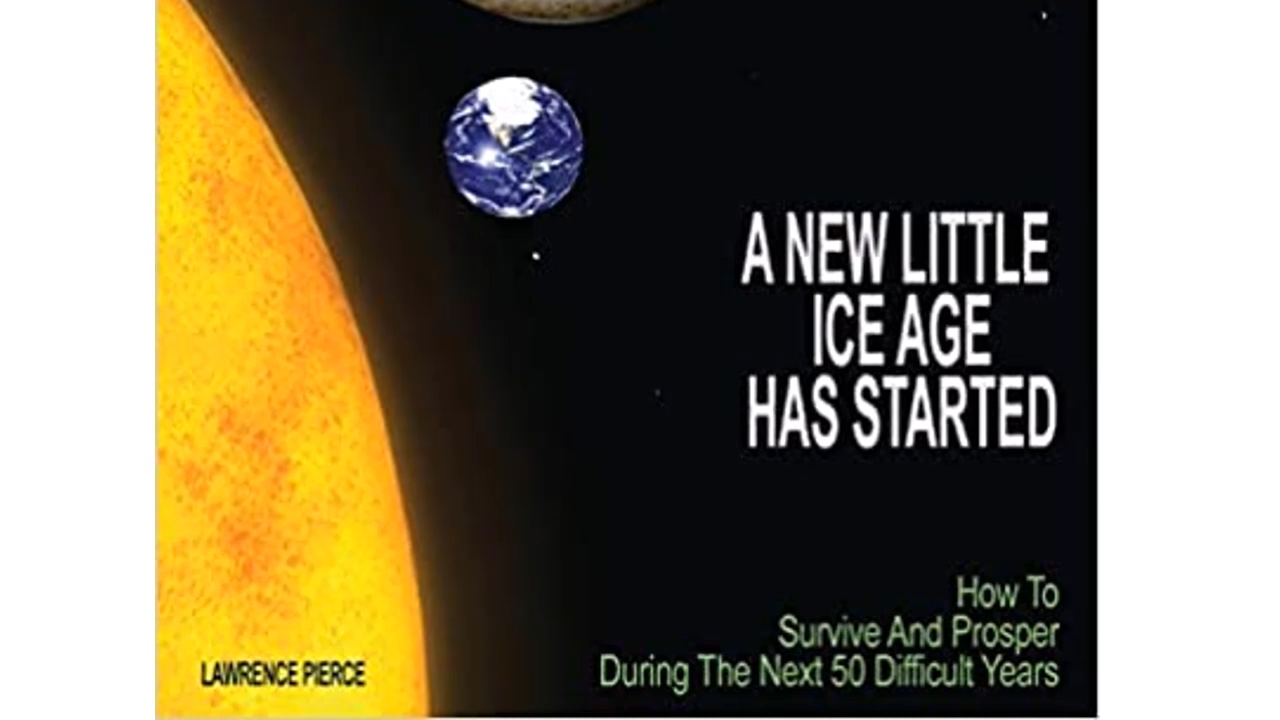 A NEW LITTLE
ICE AGE
HAS STARTED
How To
Survive And Prosper
During The Next 50 Difficult Years
LAWRENCE PIERCE